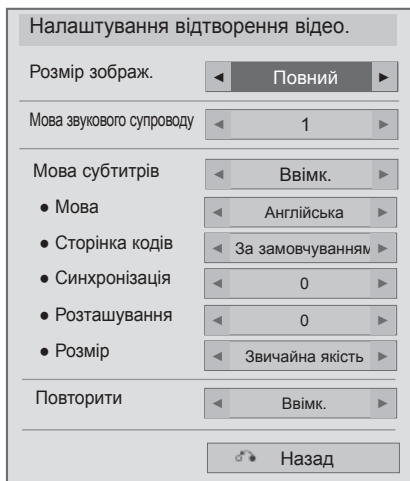 Налаштування відтворення відео.
Розмір зображ. ◄ Повний ►
Мова звукового супроводу ◄ 1 ►
Мова субтитрів ◄ Ввімк. ►
● Мова ◄ Англійська ►
● Сторінка кодів ◄ За замовчуванням ►
● Синхронізація ◄ 0 ►
● Розташування ◄ 0 ►
● Розмір ◄ Звичайна якість ►
Повторити ◄ Ввімк. ►
Назад